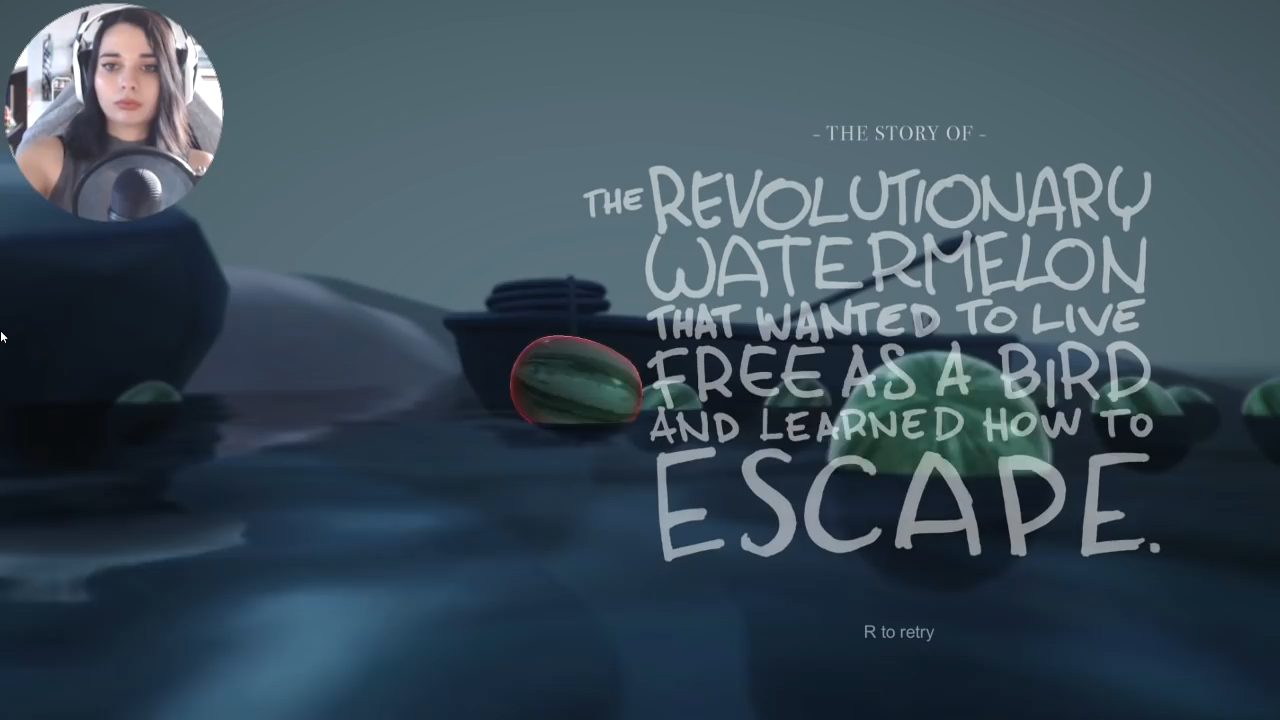 - THE STORY OF -
THE REVOLUTIONARY
WATERMELON
THAT WANTED TO LIVE
FREE AS A BIRD
AND LEARNED HOW TO
ESCAPE.
R to retry